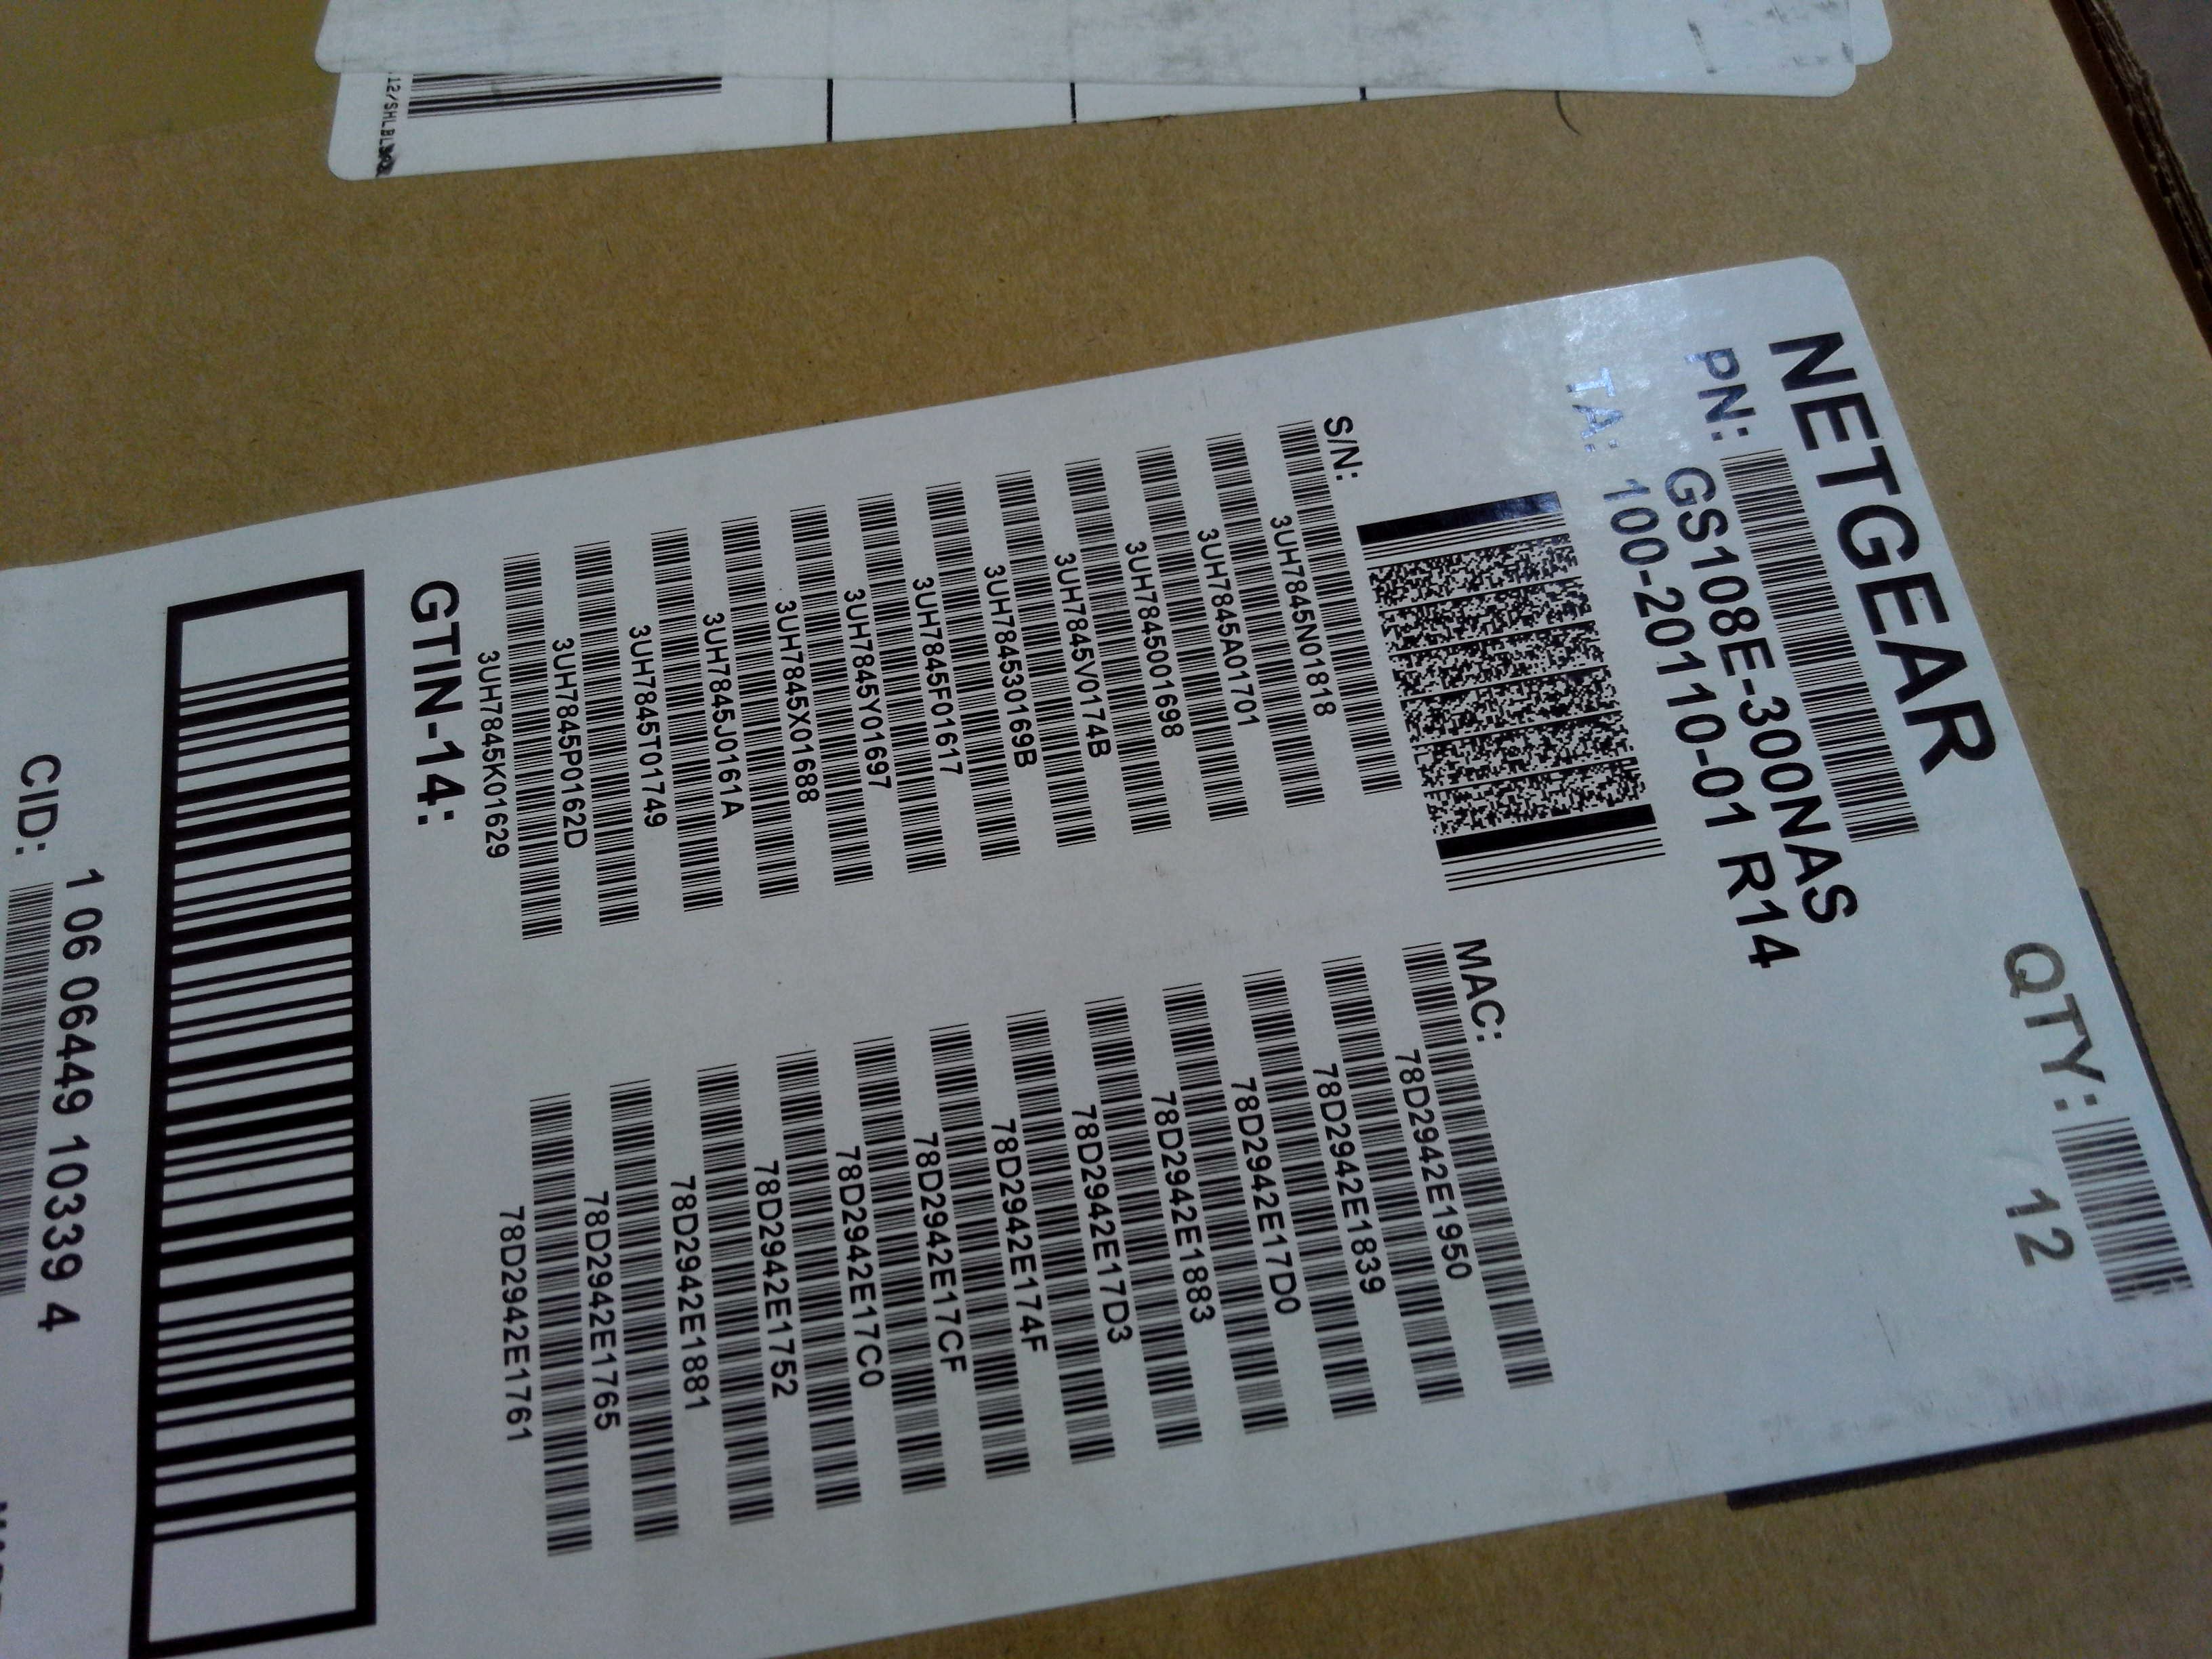 NETGEAR
QTY: 12
PN: GS108E-300NAS
TA: 100-20110-01 R14
S/N:
MAC:
3UH7845N01818 78D2942E1950
3UH7845A01701 78D2942E1839
3UH7845001698 78D2942E17D0
3UH7845V0174B 78D2942E1883
3UH784530169B 78D2942E17D3
3UH7845F01617 78D2942E174F
3UH7845Y01697 78D2942E17CF
3UH7845X01688 78D2942E17C0
3UH7845J0161A 78D2942E1752
3UH7845T01749 78D2942E1881
3UH7845P0162D 78D2942E1765
3UH7845K01629 78D2942E1761
GTIN-14:
1 06 06449 10339 4
CID: